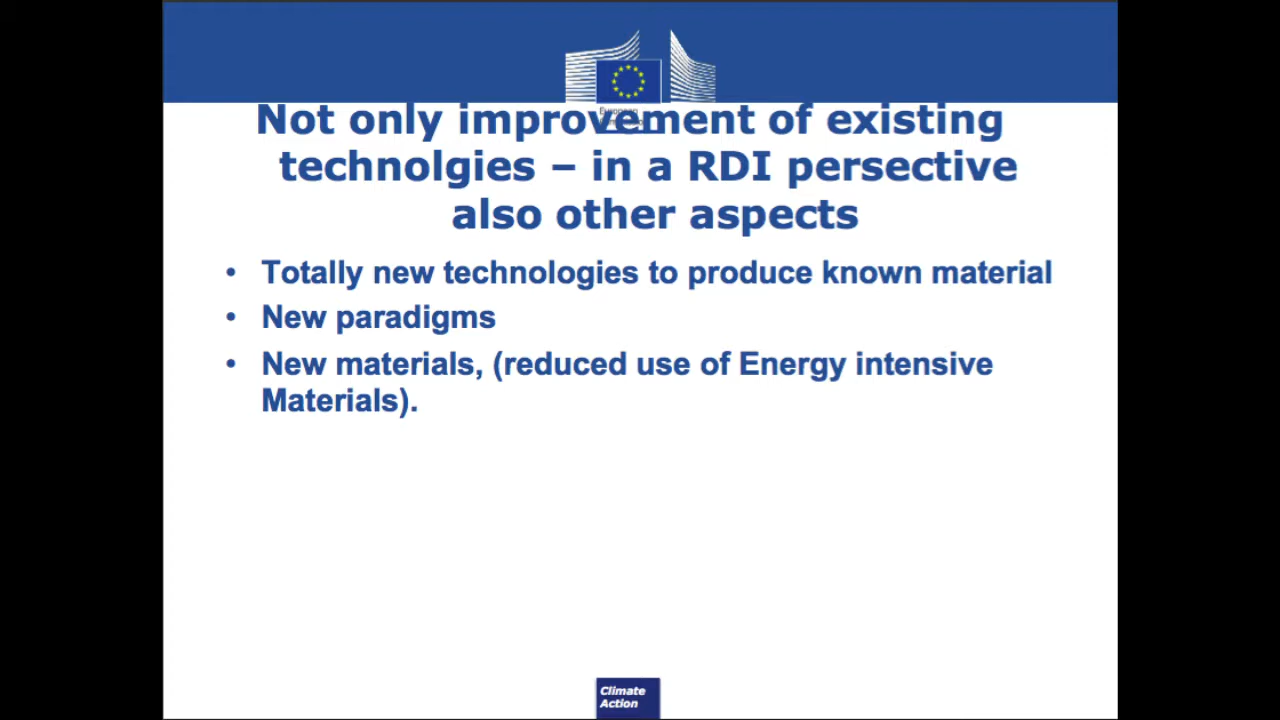 Not only improvement of existing
technolgies – in a RDI persective
also other aspects
• Totally new technologies to produce known material
• New paradigms
• New materials, (reduced use of Energy intensive
Materials).
Climate
Action